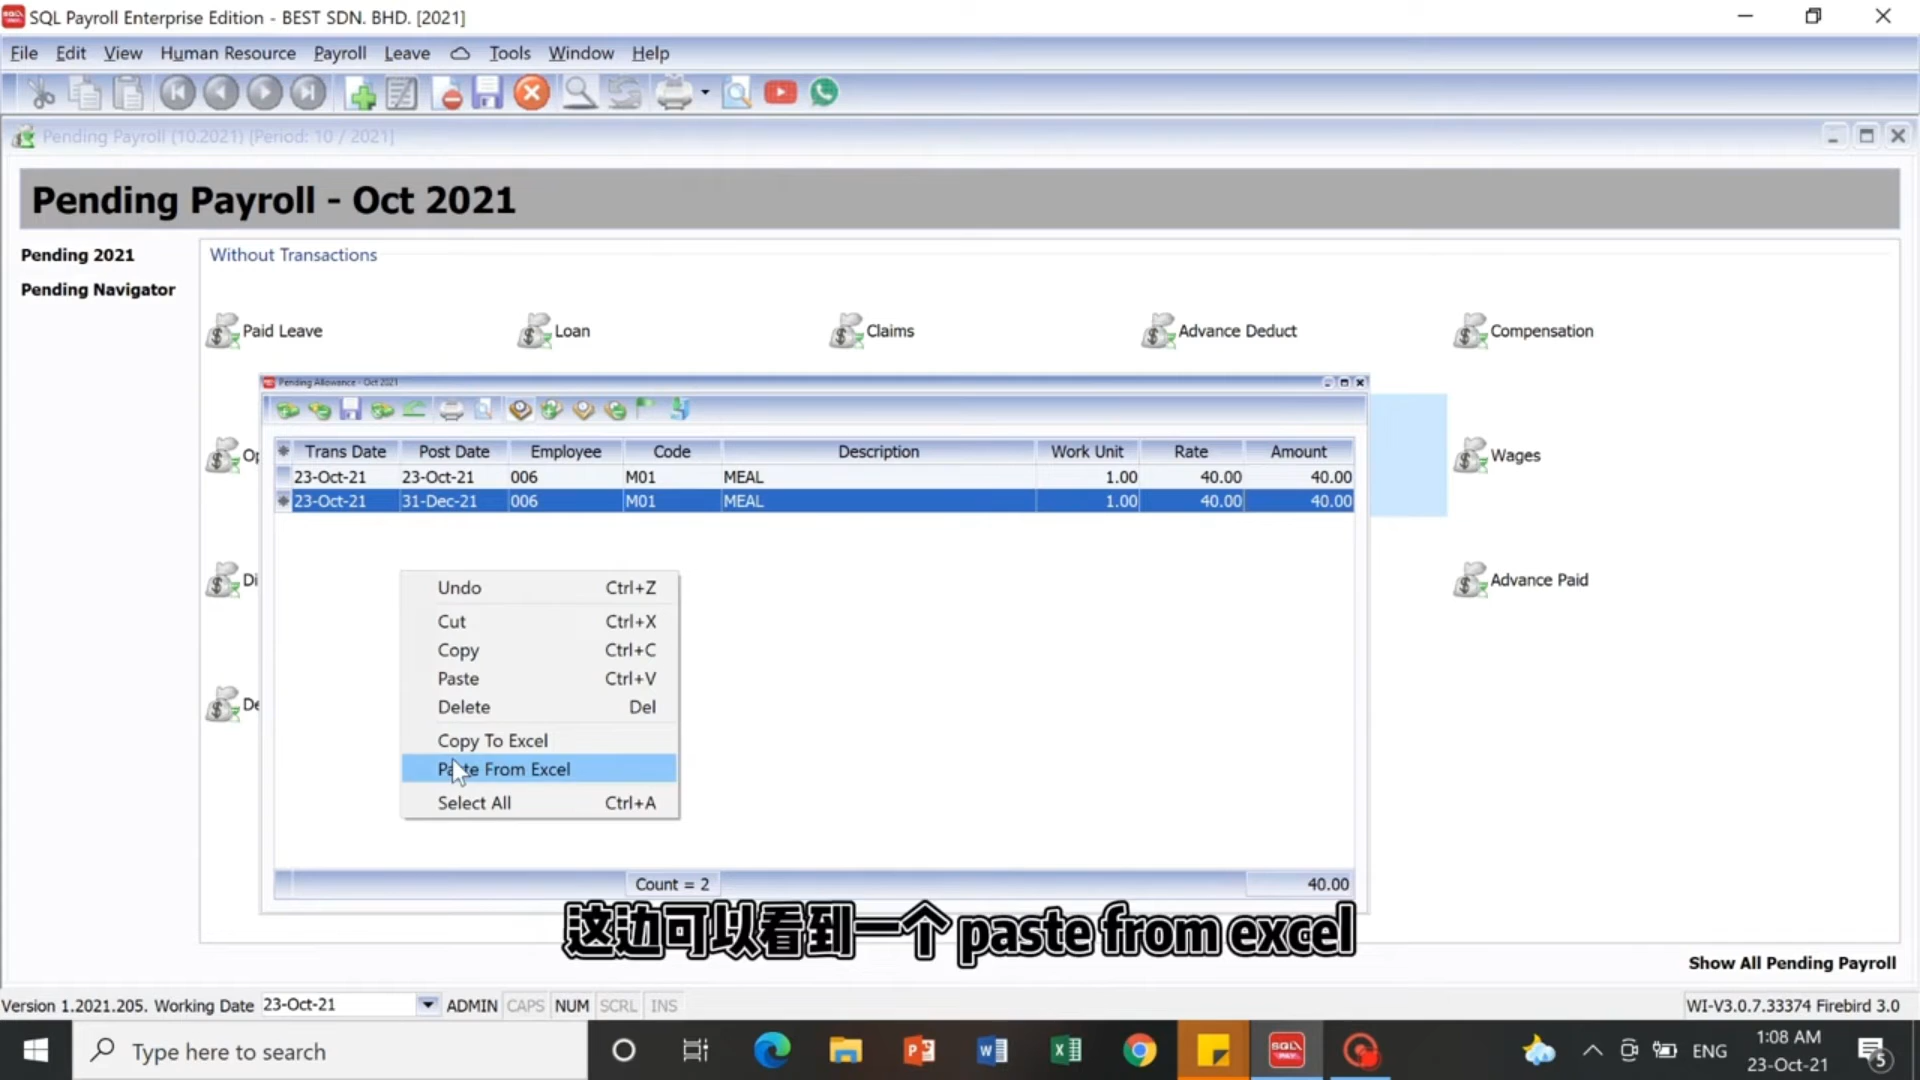 SQL Payroll Enterprise Edition - BEST SDN. BHD. [2021]
File Edit View Human Resource Payroll Leave Tools Window Help
Pending Payroll (10.2021) [Period: 10 / 2021]
Pending Payroll - Oct 2021
Pending 2021
Pending Navigator
Without Transactions
Paid Leave Loan Claims Advance Deduct Compensation
Pending Allowance - Oct 2021
Trans Date Post Date Employee Code Description Work Unit Rate Amount
23-Oct-21 23-Oct-21 006 M01 MEAL 1.00 40.00 40.00
23-Oct-21 31-Dec-21 006 M01 MEAL 1.00 40.00 40.00
Op
Wages
Di
Advance Paid
De
Undo Ctrl+Z
Cut Ctrl+X
Copy Ctrl+C
Paste Ctrl+V
Delete Del
Copy To Excel
Paste From Excel
Select All Ctrl+A
Count = 2 40.00
这边可以看到一个 paste from excel
Show All Pending Payroll
Version 1.2021.205. Working Date 23-Oct-21 ADMIN CAPS NUM SCRL INS WI-V3.0.7.33374 Firebird 3.0
Type here to search
ENG
1:08 AM
23-Oct-21
5